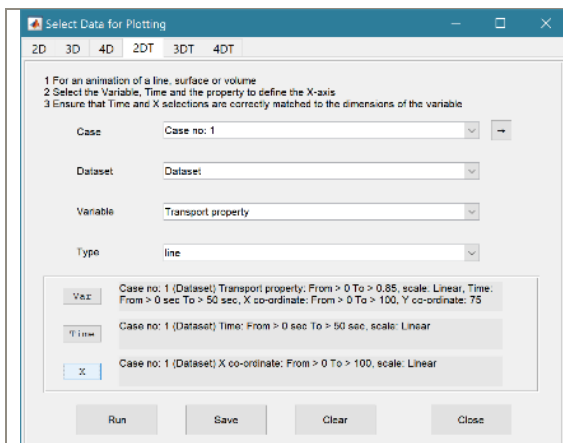 Select Data for Plotting
2D 3D 4D 2DT 3DT 4DT
1 For an animation of a line, surface or volume
2 Select the Variable, Time and the property to define the X-axis
3 Ensure that Time and X selections are correctly matched to the dimensions of the variable
Case Case no: 1 →
Dataset Dataset
Variable Transport property
Type line
Var Case no: 1 (Dataset) Transport property: From > 0 To > 0.85, scale: Linear, Time:
From > 0 sec To > 50 sec, X co-ordinate: From > 0 To > 100, Y co-ordinate: 75
Time Case no: 1 (Dataset) Time: From > 0 sec To > 50 sec, scale: Linear
X Case no: 1 (Dataset) X co-ordinate: From > 0 To > 100, scale: Linear
Run Save Clear Close